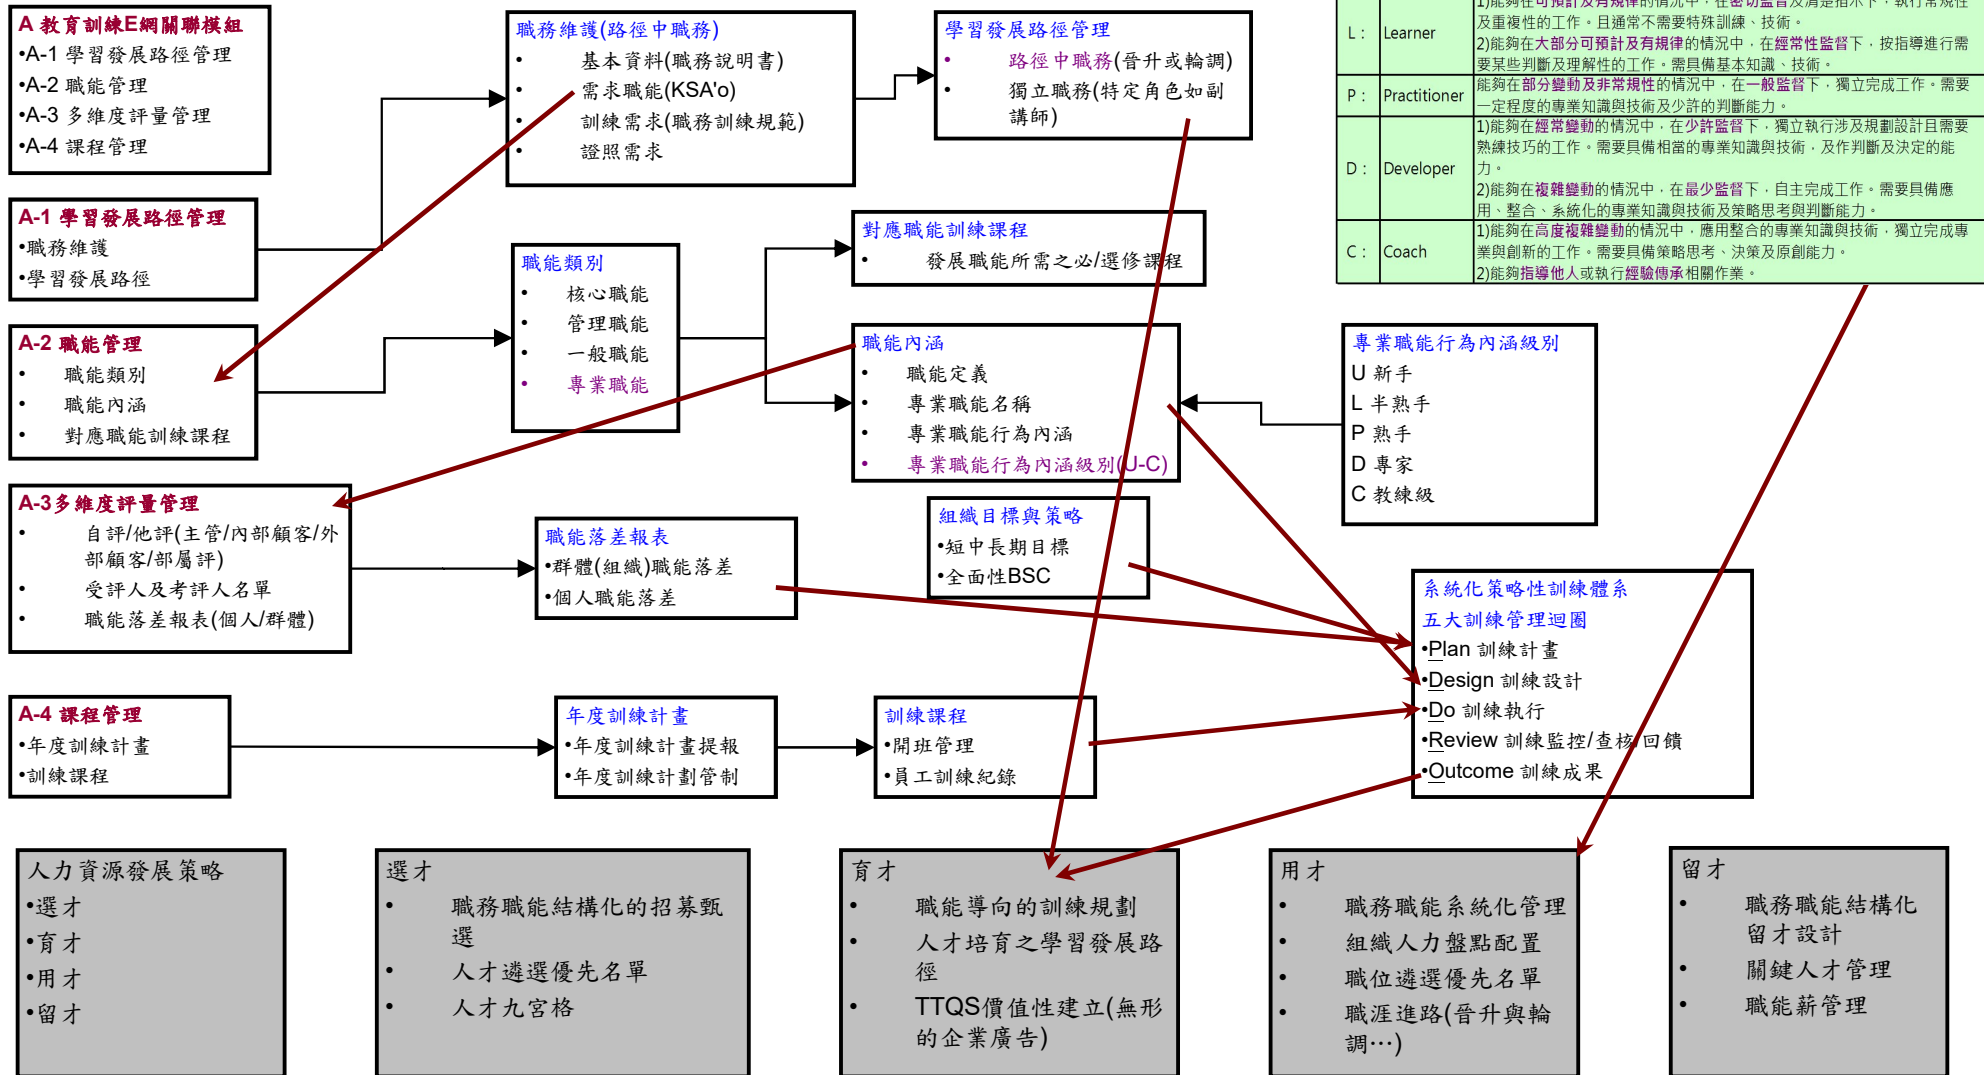 A 教育訓練E網關聯模組
•A-1 學習發展路徑管理
•A-2 職能管理
•A-3 多維度評量管理
•A-4 課程管理
職務維護(路徑中職務)
• 基本資料(職務說明書)
• 需求職能(KSA'o)
• 訓練需求(職務訓練規範)
• 證照需求
學習發展路徑管理
• 路徑中職務(晉升或輪調)
• 獨立職務(特定角色如副
講師)
1)能夠在可預計及有規律的情況中，在密切監督及清楚指示下，執行常規性
及重複性的工作。且通常不需要特殊訓練、技術。
L： Learner
2)能夠在大部分可預計及有規律的情況中，在經常性監督下，按指導進行需
要某些判斷及理解性的工作。需具備基本知識、技術。
P： Practitioner
能夠在部分變動及非常規性的情況中，在一般監督下，獨立完成工作。需要
一定程度的專業知識與技術及少許的判斷能力。
D： Developer
1)能夠在經常變動的情況中，在少許監督下，獨立執行涉及規劃設計且需要
熟練技巧的工作。需要具備相當的專業知識與技術，及作判斷及決定的能
力。
2)能夠在複雜變動的情況中，在最少監督下，自主完成工作。需要具備應
用、整合、系統化的專業知識與技術及策略思考與判斷能力。
C： Coach
1)能夠在高度複雜變動的情況中，應用整合的專業知識與技術，獨立完成專
業與創新的工作。需要具備策略思考、決策及原創能力。
2)能夠指導他人或執行經驗傳承相關作業。
A-1 學習發展路徑管理
•職務維護
•學習發展路徑
職能類別
• 核心職能
• 管理職能
• 一般職能
• 專業職能
對應職能訓練課程
• 發展職能所需之必/選修課程
A-2 職能管理
• 職能類別
• 職能內涵
• 對應職能訓練課程
職能內涵
• 職能定義
• 專業職能名稱
• 專業職能行為內涵
• 專業職能行為內涵級別(U-C)
專業職能行為內涵級別
U 新手
L 半熟手
P 熟手
D 專家
C 教練級
A-3多維度評量管理
• 自評/他評(主管/內部顧客/外
部顧客/部屬評)
• 受評人及考評人名單
• 職能落差報表(個人/群體)
職能落差報表
•群體(組織)職能落差
•個人職能落差
組織目標與策略
•短中長期目標
•全面性BSC
系統化策略性訓練體系
五大訓練管理迴圈
•Plan 訓練計畫
•Design 訓練設計
•Do 訓練執行
•Review 訓練監控/查核/回饋
•Outcome 訓練成果
A-4 課程管理
•年度訓練計畫
•訓練課程
年度訓練計畫
•年度訓練計畫提報
•年度訓練計劃管制
訓練課程
•開班管理
•員工訓練紀錄
人力資源發展策略
•選才
•育才
•用才
•留才
選才
• 職務職能結構化的招募甄
選
• 人才遴選優先名單
• 人才九宮格
育才
• 職能導向的訓練規劃
• 人才培育之學習發展路
徑
• TTQS價值性建立(無形
的企業廣告)
用才
• 職務職能系統化管理
• 組織人力盤點配置
• 職位遴選優先名單
• 職涯進路(晉升與輪
調…)
留才
• 職務職能結構化
留才設計
• 關鍵人才管理
• 職能薪管理